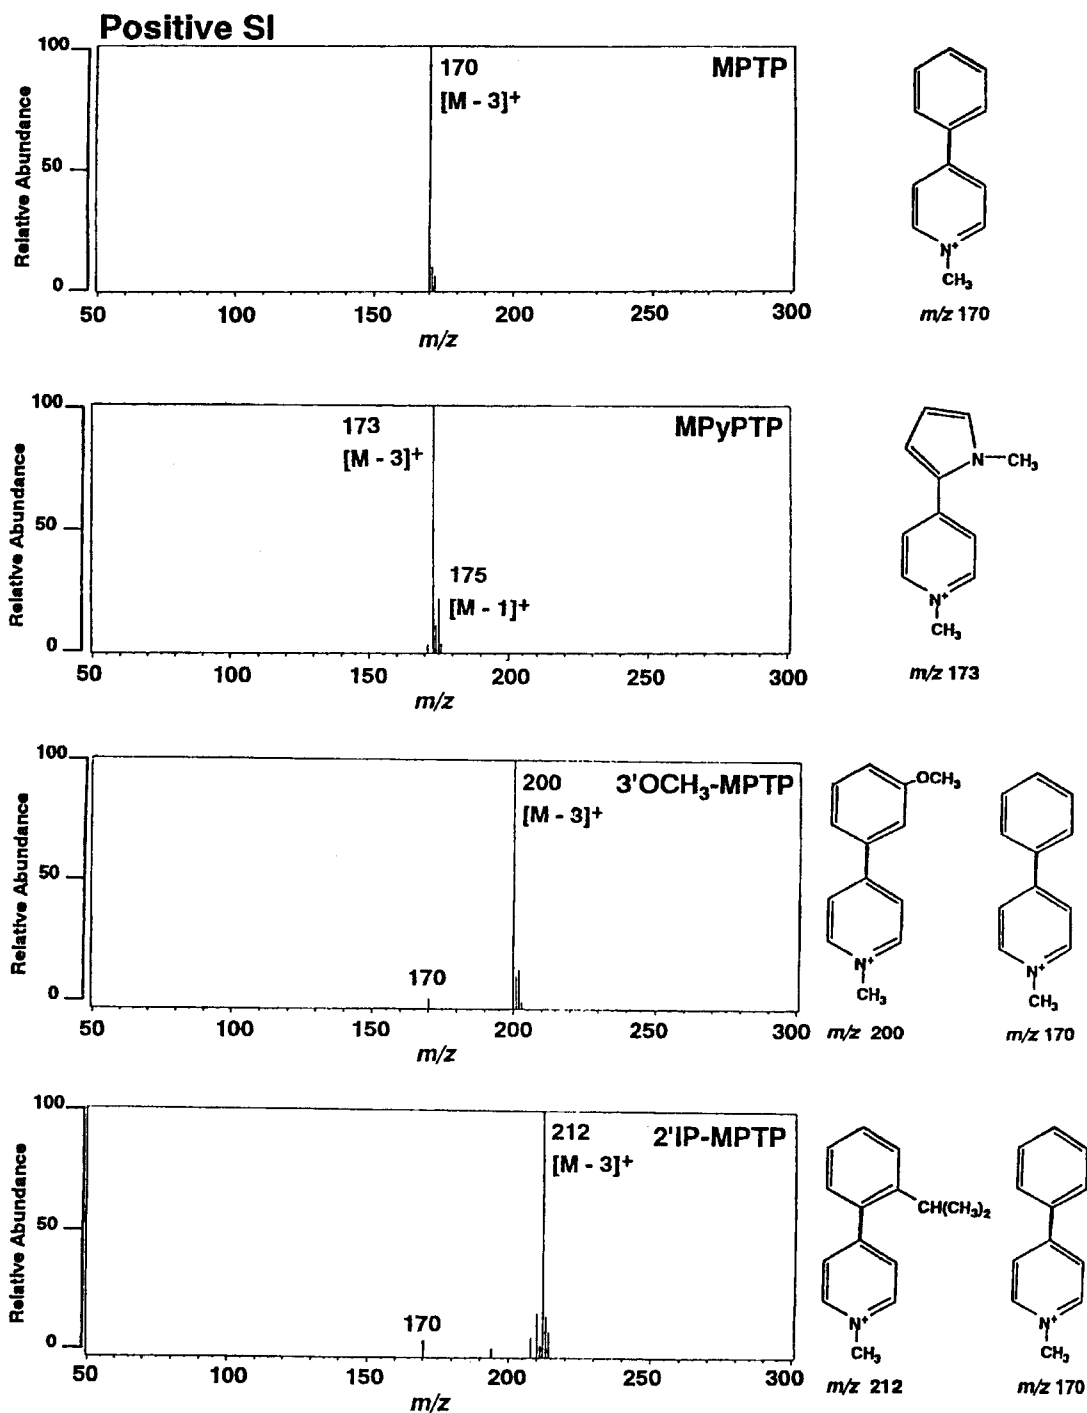 Positive SI
100
50
0
Relative Abundance
170
[M - 3]⁺
MPTP
50 100 150 200 250 300
m/z
N⁺
CH₃
m/z 170
100
50
0
Relative Abundance
173
[M - 3]⁺
175
[M - 1]⁺
MPyPTP
50 100 150 200 250 300
m/z
N—CH₃
N⁺
CH₃
m/z 173
100
50
0
Relative Abundance
170
200
[M - 3]⁺
3'OCH₃-MPTP
50 100 150 200 250 300
m/z
OCH₃
N⁺
CH₃
m/z 200
N⁺
CH₃
m/z 170
100
50
0
Relative Abundance
170
212
[M - 3]⁺
2'IP-MPTP
50 100 150 200 250 300
m/z
CH(CH₃)₂
N⁺
CH₃
m/z 212
N⁺
CH₃
m/z 170